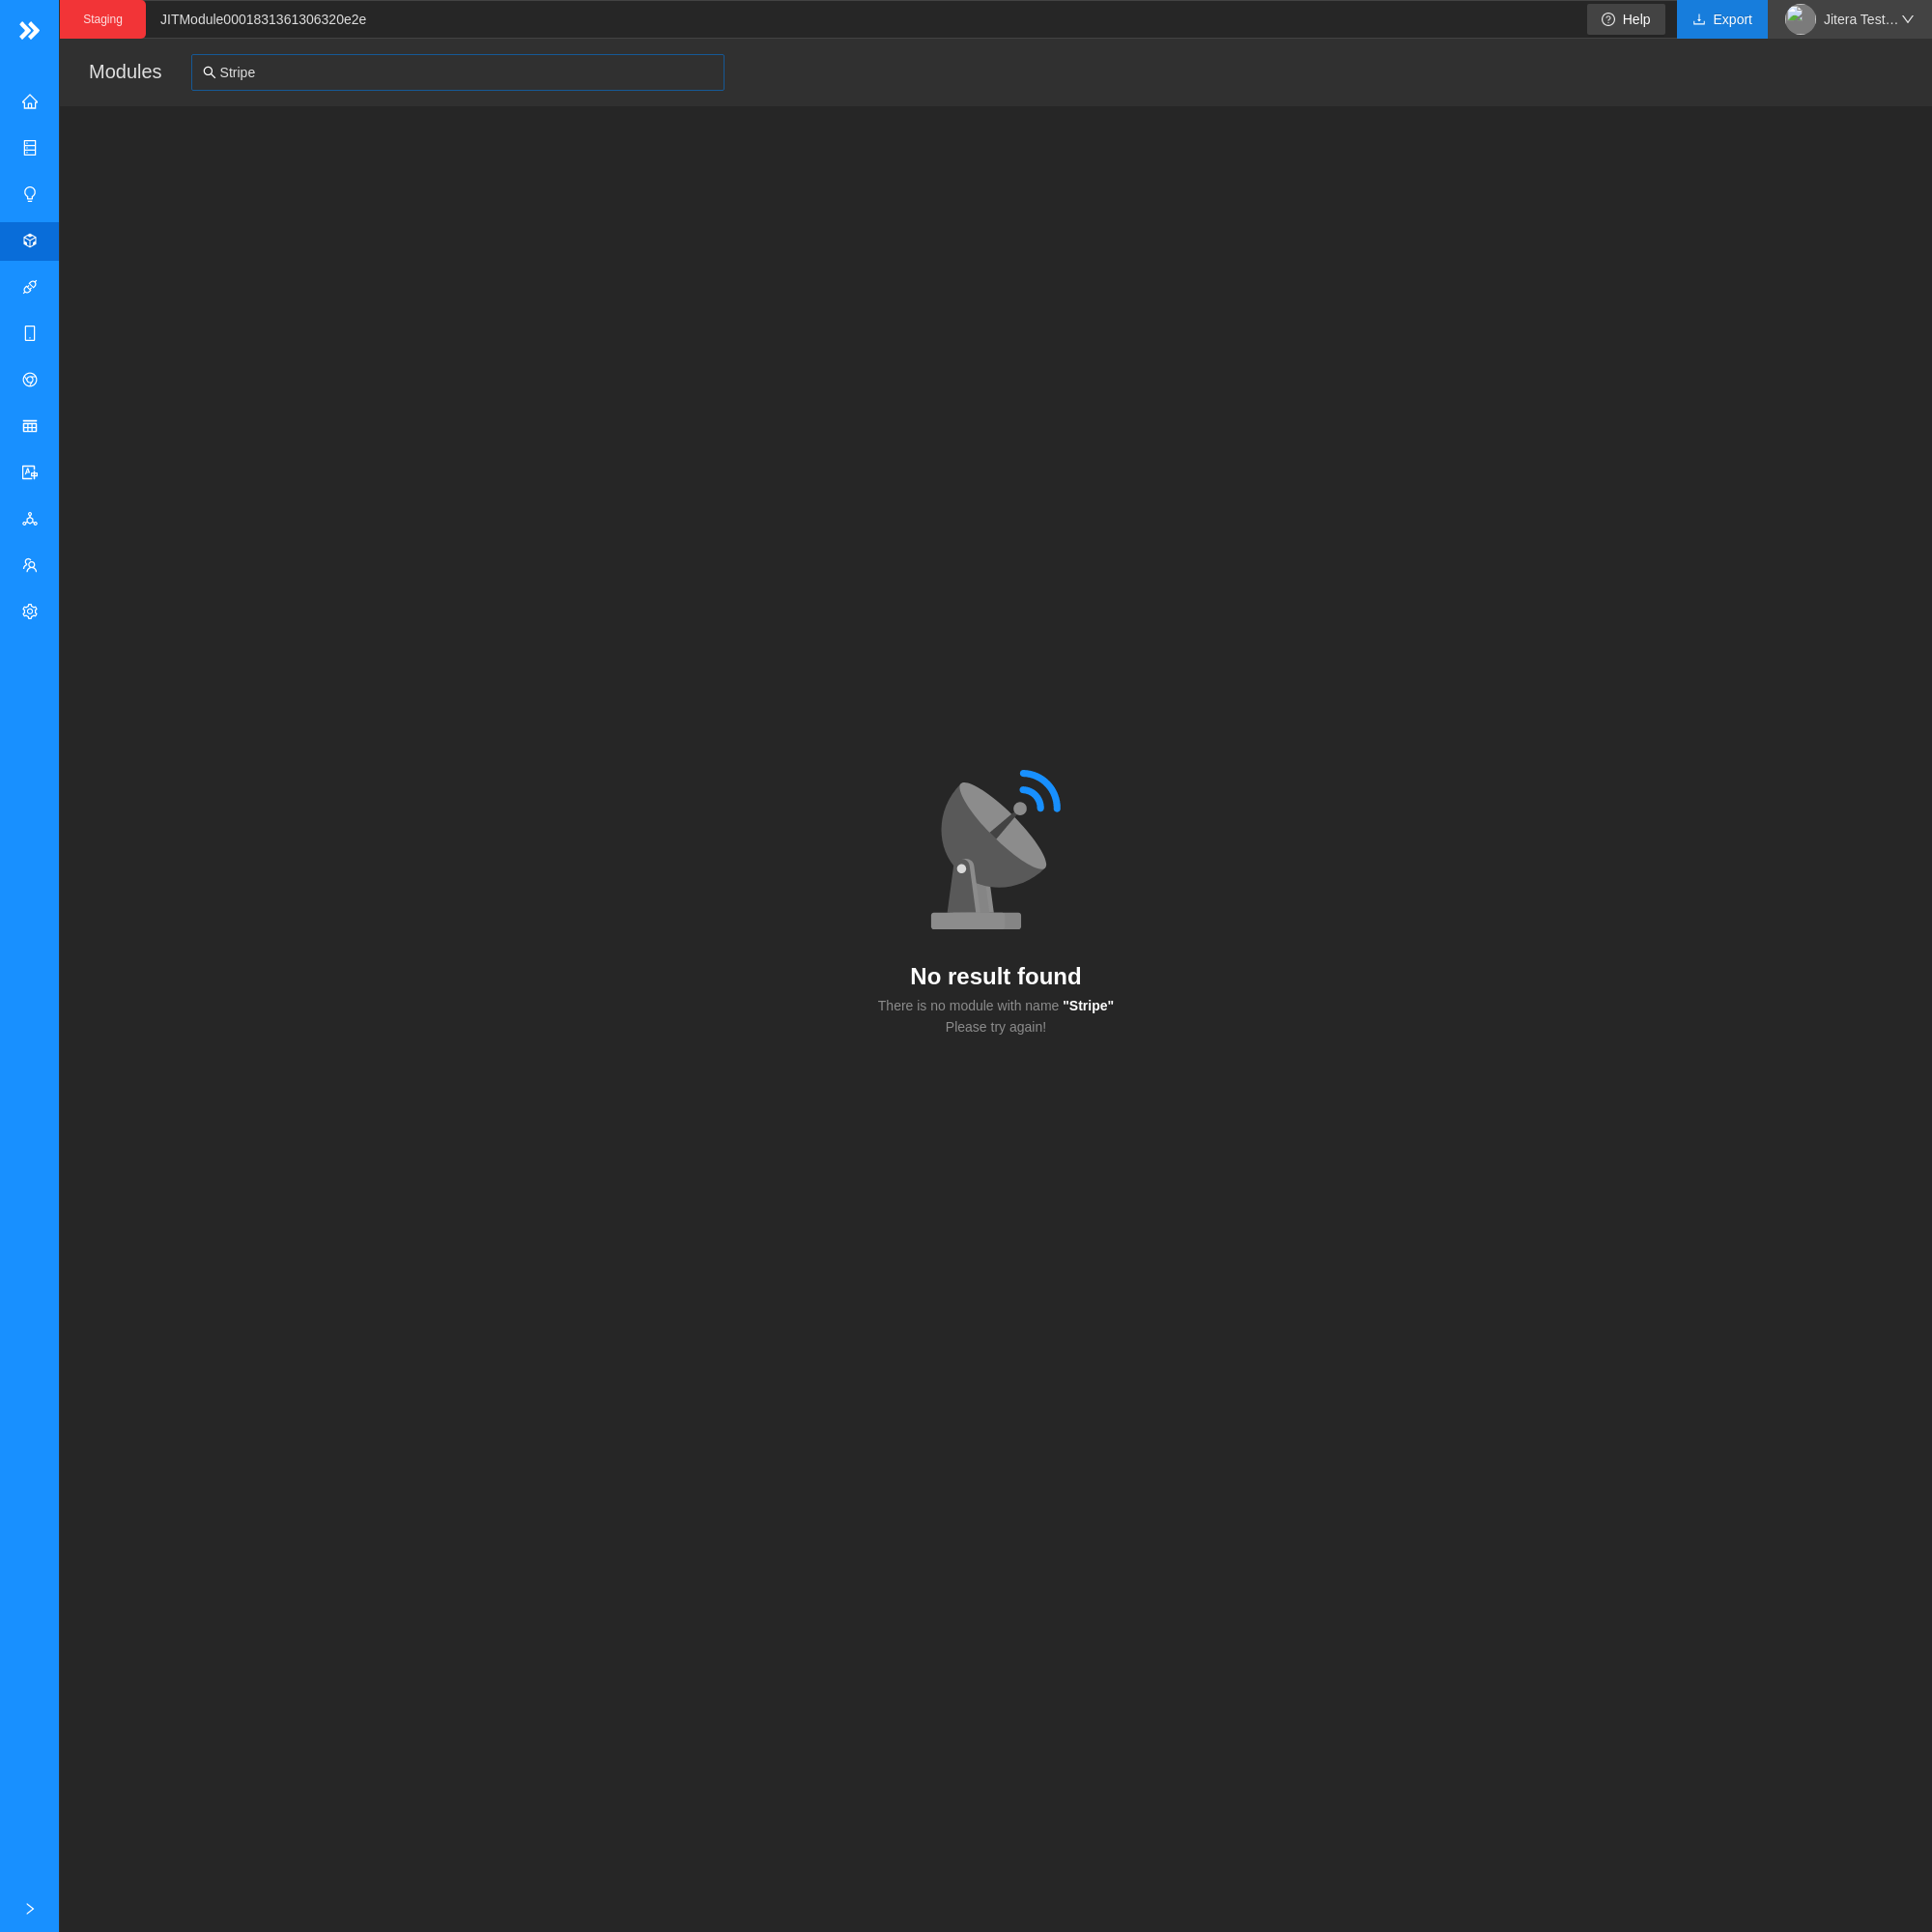 Staging
JITModule0001831361306320e2e
Help
Export
Jitera Test…
Modules
Stripe
No result found
There is no module with name "Stripe"
Please try again!